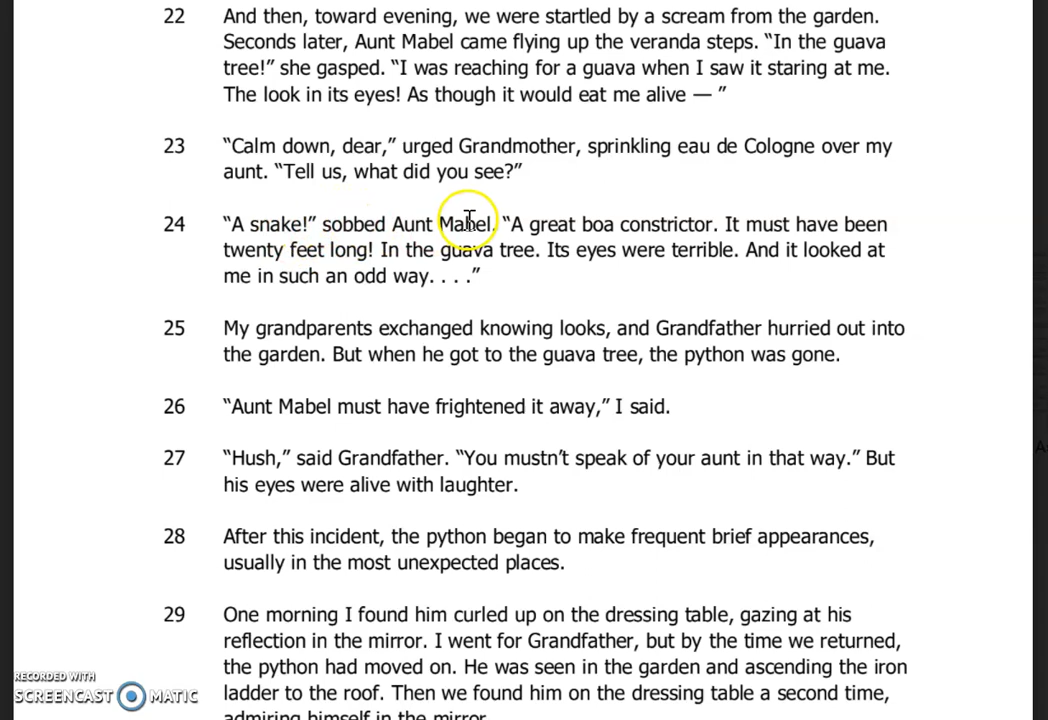 22 And then, toward evening, we were startled by a scream from the garden.
Seconds later, Aunt Mabel came flying up the veranda steps. “In the guava
tree!” she gasped. “I was reaching for a guava when I saw it staring at me.
The look in its eyes! As though it would eat me alive — ”
23 “Calm down, dear,” urged Grandmother, sprinkling eau de Cologne over my
aunt. “Tell us, what did you see?”
24 “A snake!” sobbed Aunt Mabel. “A great boa constrictor. It must have been
twenty feet long! In the guava tree. Its eyes were terrible. And it looked at
me in such an odd way. . . .”
25 My grandparents exchanged knowing looks, and Grandfather hurried out into
the garden. But when he got to the guava tree, the python was gone.
26 “Aunt Mabel must have frightened it away,” I said.
27 “Hush,” said Grandfather. “You mustn’t speak of your aunt in that way.” But
his eyes were alive with laughter.
28 After this incident, the python began to make frequent brief appearances,
usually in the most unexpected places.
29 One morning I found him curled up on the dressing table, gazing at his
reflection in the mirror. I went for Grandfather, but by the time we returned,
the python had moved on. He was seen in the garden and ascending the iron
ladder to the roof. Then we found him on the dressing table a second time,
admiring himself in the mirror.
RECORDED WITH
SCREENCAST MATIC